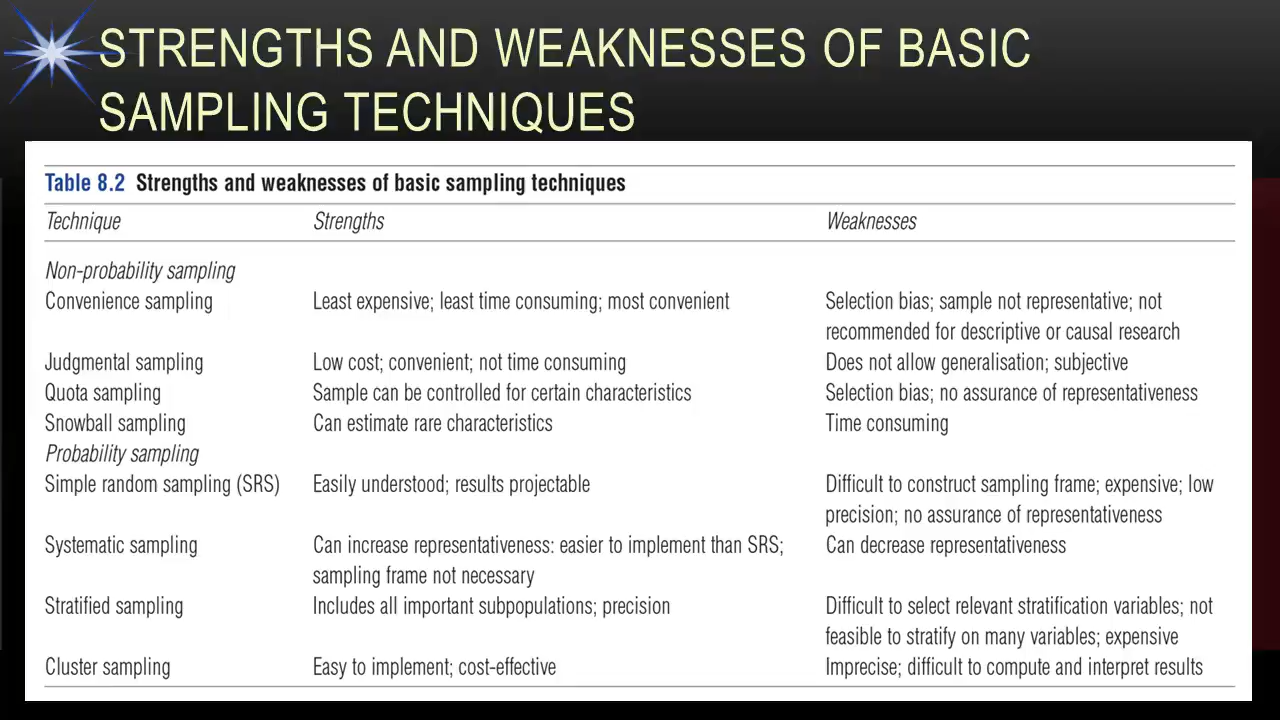 STRENGTHS AND WEAKNESSES OF BASIC
SAMPLING TECHNIQUES
Table 8.2 Strengths and weaknesses of basic sampling techniques
Technique Strengths Weaknesses
Non-probability sampling
Convenience sampling Least expensive; least time consuming; most convenient Selection bias; sample not representative; not
recommended for descriptive or causal research
Judgmental sampling Low cost; convenient; not time consuming Does not allow generalisation; subjective
Quota sampling Sample can be controlled for certain characteristics Selection bias; no assurance of representativeness
Snowball sampling Can estimate rare characteristics Time consuming
Probability sampling
Simple random sampling (SRS) Easily understood; results projectable Difficult to construct sampling frame; expensive; low
precision; no assurance of representativeness
Systematic sampling Can increase representativeness: easier to implement than SRS; Can decrease representativeness
sampling frame not necessary
Stratified sampling Includes all important subpopulations; precision Difficult to select relevant stratification variables; not
feasible to stratify on many variables; expensive
Cluster sampling Easy to implement; cost-effective Imprecise; difficult to compute and interpret results